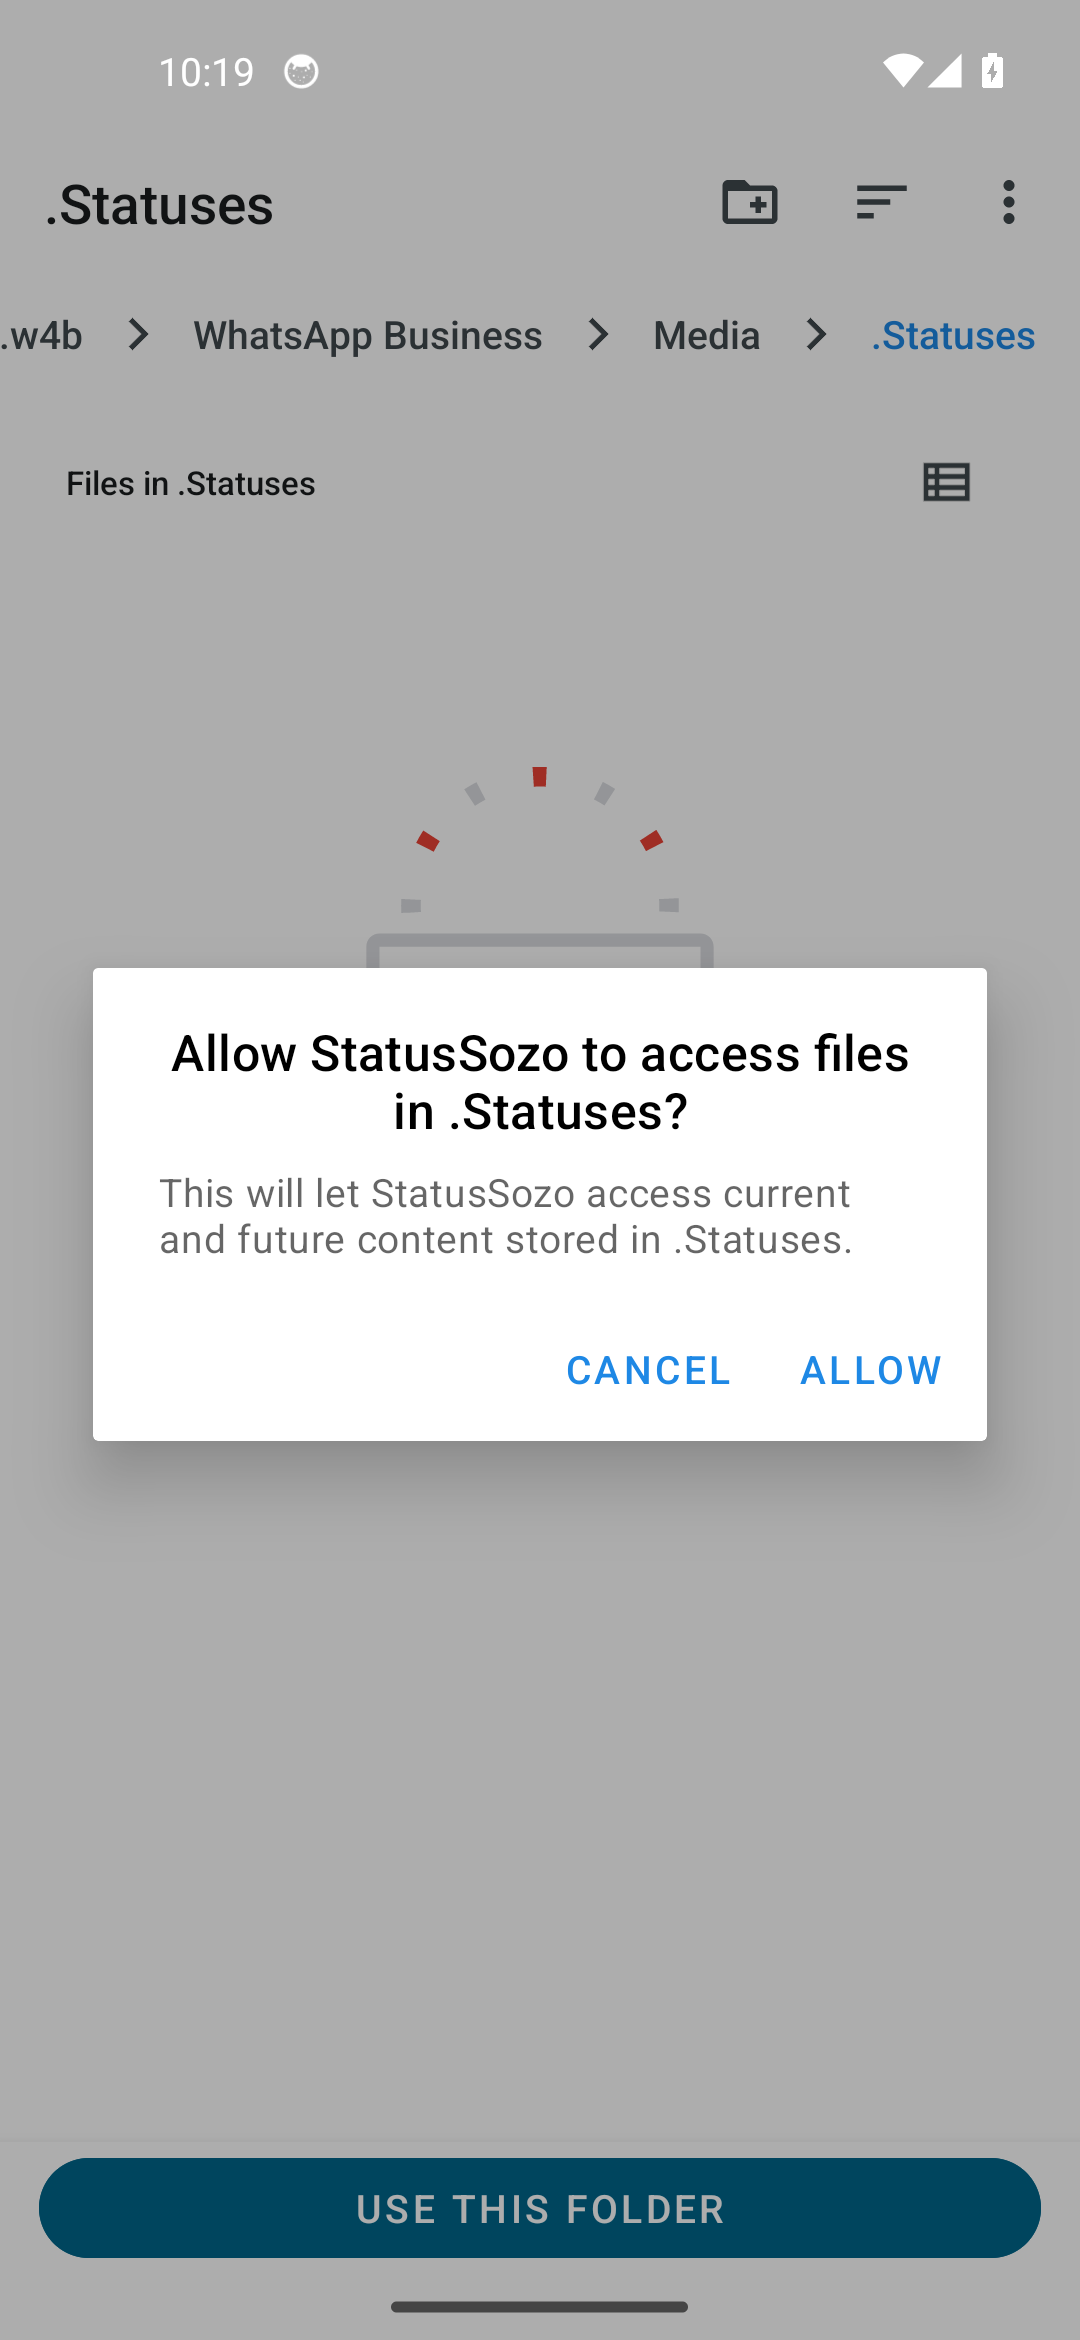 10:19
.Statuses
.w4b > WhatsApp Business > Media > .Statuses
Files in .Statuses
Allow StatusSozo to access files
in .Statuses?
This will let StatusSozo access current
and future content stored in .Statuses.
CANCEL ALLOW
USE THIS FOLDER